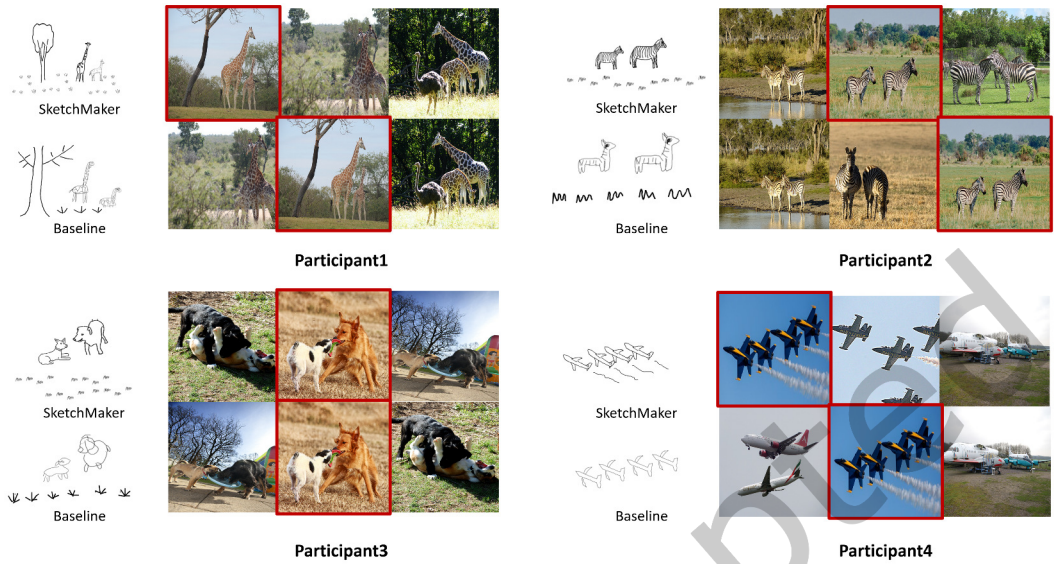 SketchMaker
Baseline
Participant1
SketchMaker
Baseline
Participant2
SketchMaker
Baseline
Participant3
SketchMaker
Baseline
Participant4